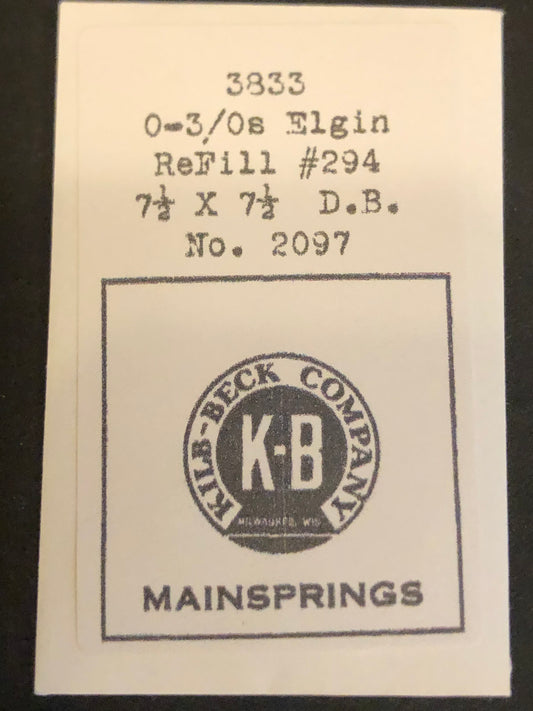 3833
0-3/0s Elgin
ReFill #294
7½ X 7½ D.B.
No. 2097
KILB-BECK COMPANY
K-B
MILWAUKEE, WIS
MAINSPRINGS